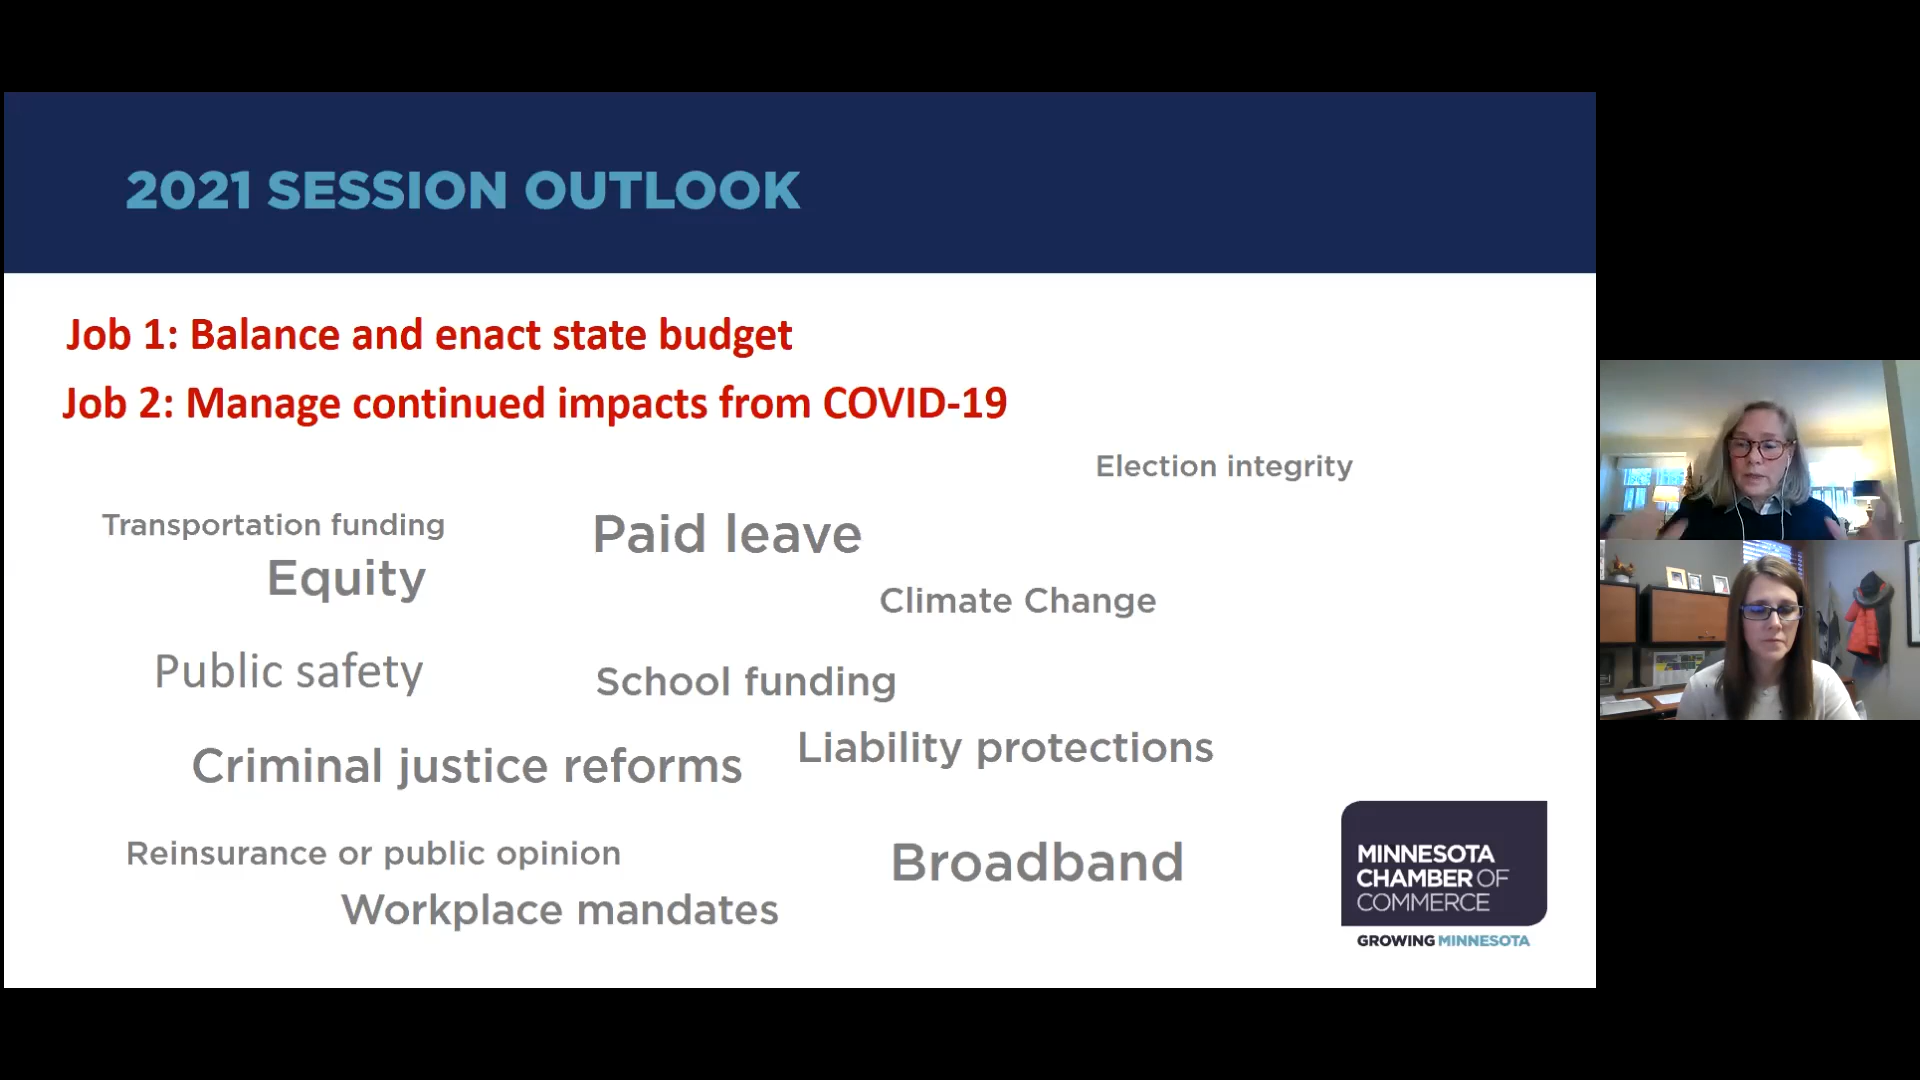 2021 SESSION OUTLOOK
Job 1: Balance and enact state budget
Job 2: Manage continued impacts from COVID-19
Election integrity
Transportation funding
Paid leave
Equity
Climate Change
Public safety
School funding
Liability protections
Criminal justice reforms
Reinsurance or public opinion
Broadband
Workplace mandates
MINNESOTA
CHAMBER OF
COMMERCE
GROWING MINNESOTA